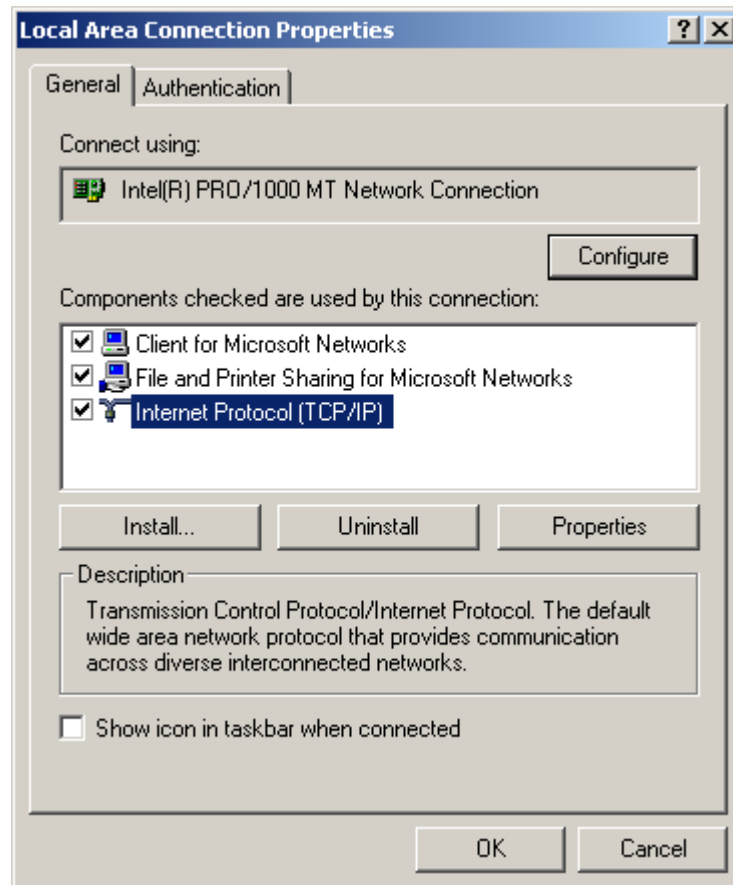 Local Area Connection Properties
General
Authentication
Connect using:
Intel(R) PRO/1000 MT Network Connection
Configure
Components checked are used by this connection:
Client for Microsoft Networks
File and Printer Sharing for Microsoft Networks
Internet Protocol (TCP/IP)
Install...
Uninstall
Properties
Description
Transmission Control Protocol/Internet Protocol. The default
wide area network protocol that provides communication
across diverse interconnected networks.
Show icon in taskbar when connected
OK
Cancel